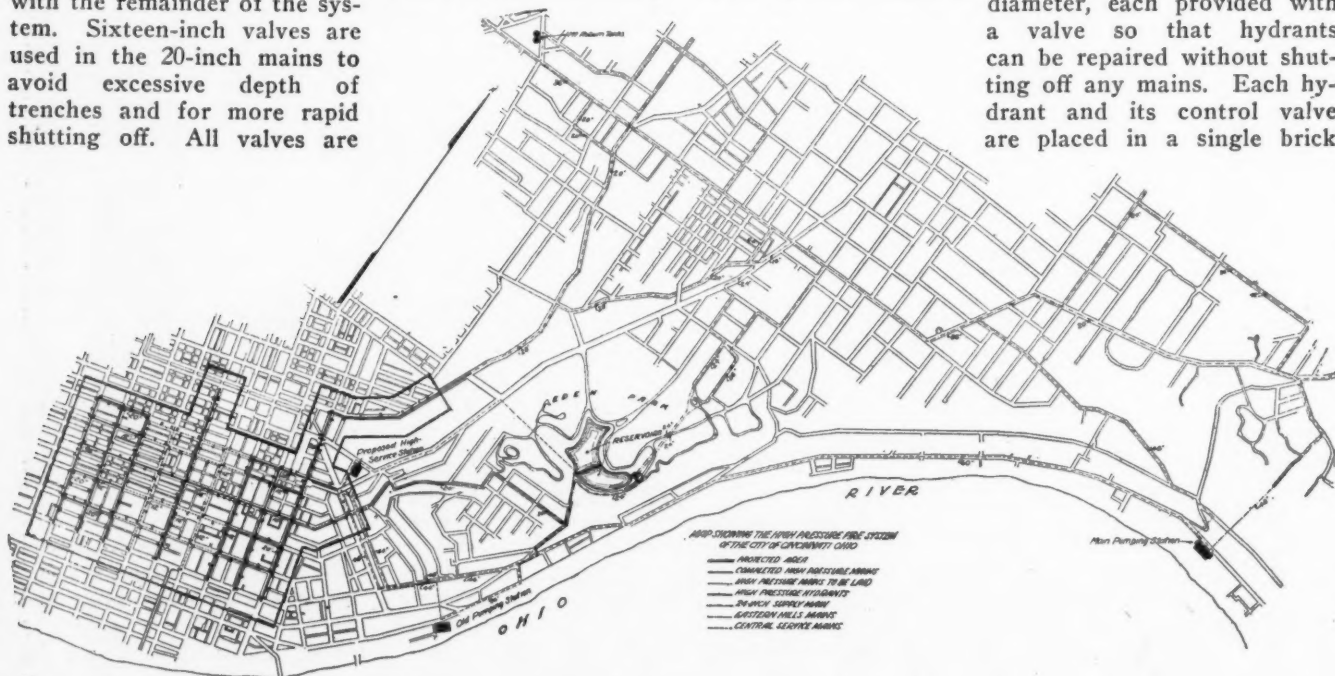 with the remainder of the sys-
tem. Sixteen-inch valves are
used in the 20-inch mains to
avoid excessive depth of
trenches and for more rapid
shutting off. All valves are
diameter, each provided with
a valve so that hydrants
can be repaired without shut-
ting off any mains. Each hy-
drant and its control valve
are placed in a single brick
Tanks
EDEN PARK
RESERVOIRS
Proposed High-
Service Station
OHIO RIVER
Main Pumping Station
Old Pumping Station
MAP SHOWING THE HIGH PRESSURE FIRE SYSTEM
OF THE CITY OF CINCINNATI OHIO
PROTECTED AREA
COMPLETED HIGH PRESSURE MAINS
HIGH PRESSURE MAINS TO BE LAID
HIGH PRESSURE HYDRANTS
24-INCH SUPPLY MAIN
EASTERN HILLS MAINS
CENTRAL SERVICE MAINS